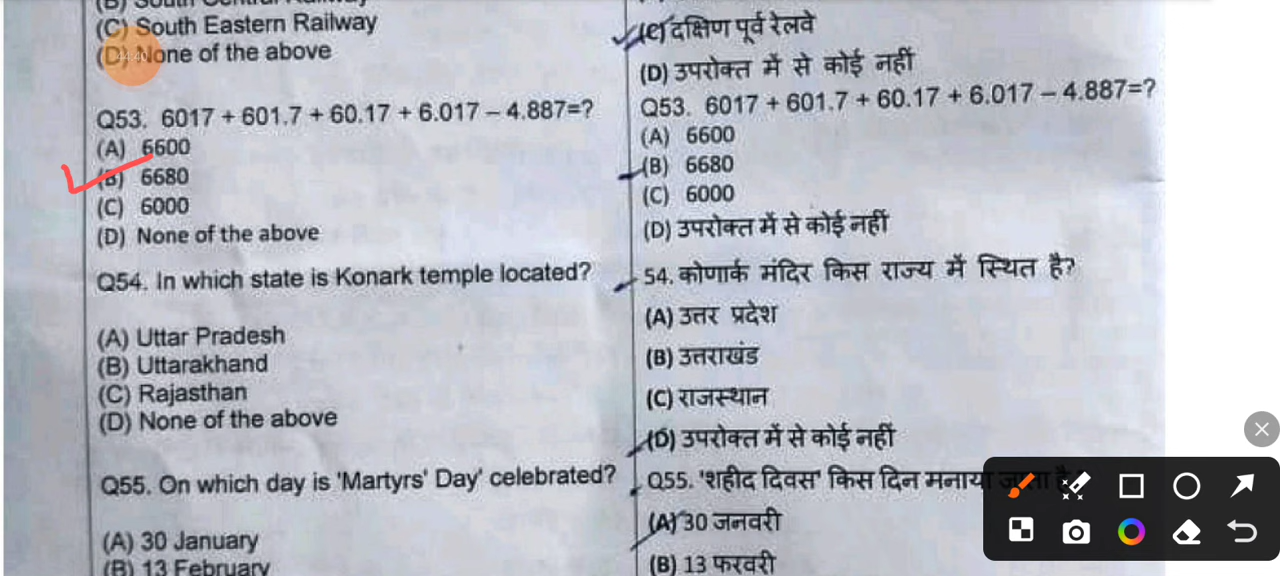 (B) South Central Railway
(C) South Eastern Railway
(D) None of the above
Q53. 6017 + 601.7 + 60.17 + 6.017 – 4.887=?
(A) 6600
(B) 6680
(C) 6000
(D) None of the above
Q54. In which state is Konark temple located?
(A) Uttar Pradesh
(B) Uttarakhand
(C) Rajasthan
(D) None of the above
Q55. On which day is 'Martyrs' Day' celebrated?
(A) 30 January
(B) 13 February
(C) दक्षिण पूर्व रेलवे
(D) उपरोक्त में से कोई नहीं
Q53. 6017 + 601.7 + 60.17 + 6.017 – 4.887=?
(A) 6600
(B) 6680
(C) 6000
(D) उपरोक्त में से कोई नहीं
54. कोणार्क मंदिर किस राज्य में स्थित है?
(A) उत्तर प्रदेश
(B) उत्तराखंड
(C) राजस्थान
(D) उपरोक्त में से कोई नहीं
Q55. 'शहीद दिवस' किस दिन मनाया जाता है
(A) 30 जनवरी
(B) 13 फरवरी